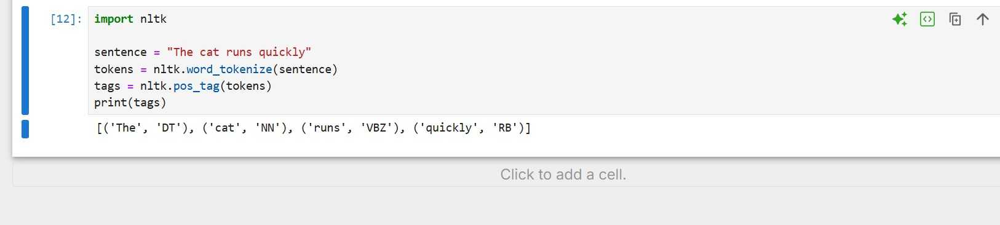 [12]: import nltk
sentence = "The cat runs quickly"
tokens = nltk.word_tokenize(sentence)
tags = nltk.pos_tag(tokens)
print(tags)
[('The', 'DT'), ('cat', 'NN'), ('runs', 'VBZ'), ('quickly', 'RB')]
Click to add a cell.